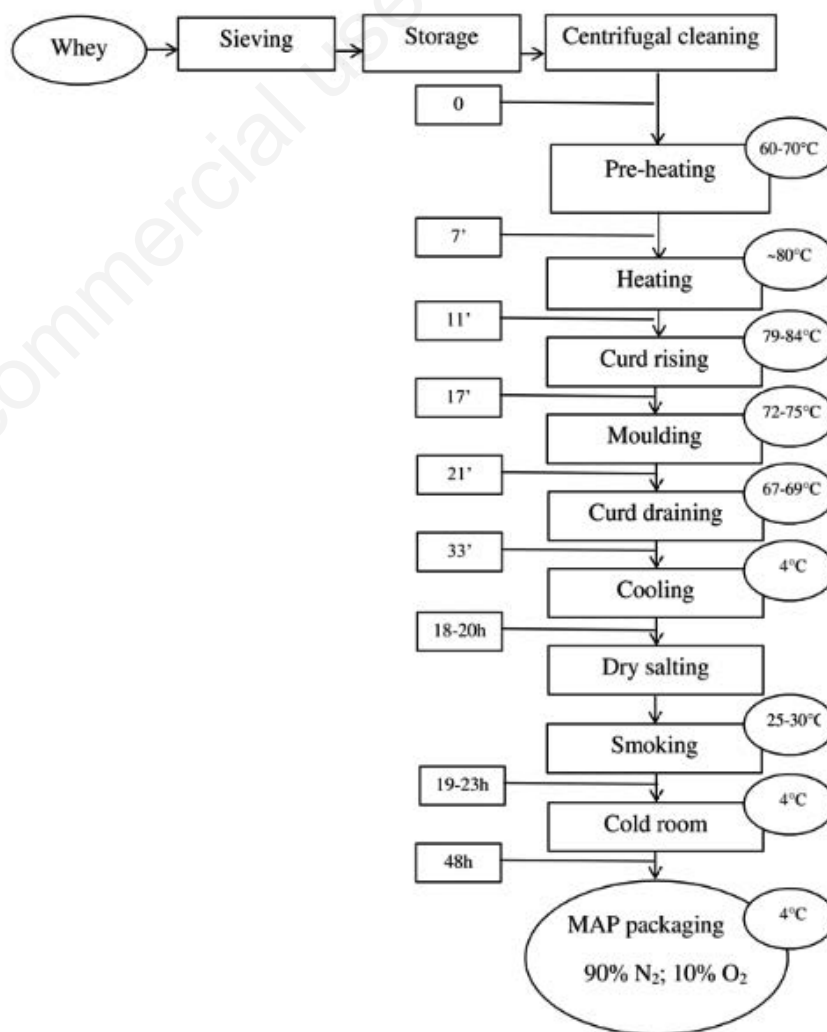 Whey
Sieving
Storage
Centrifugal cleaning
0
60-70°C
Pre-heating
7'
~80°C
Heating
11'
79-84°C
Curd rising
17'
72-75°C
Moulding
21'
67-69°C
Curd draining
33'
4°C
Cooling
18-20h
Dry salting
25-30°C
Smoking
19-23h
4°C
Cold room
48h
4°C
MAP packaging
90% N₂; 10% O₂
commercial use